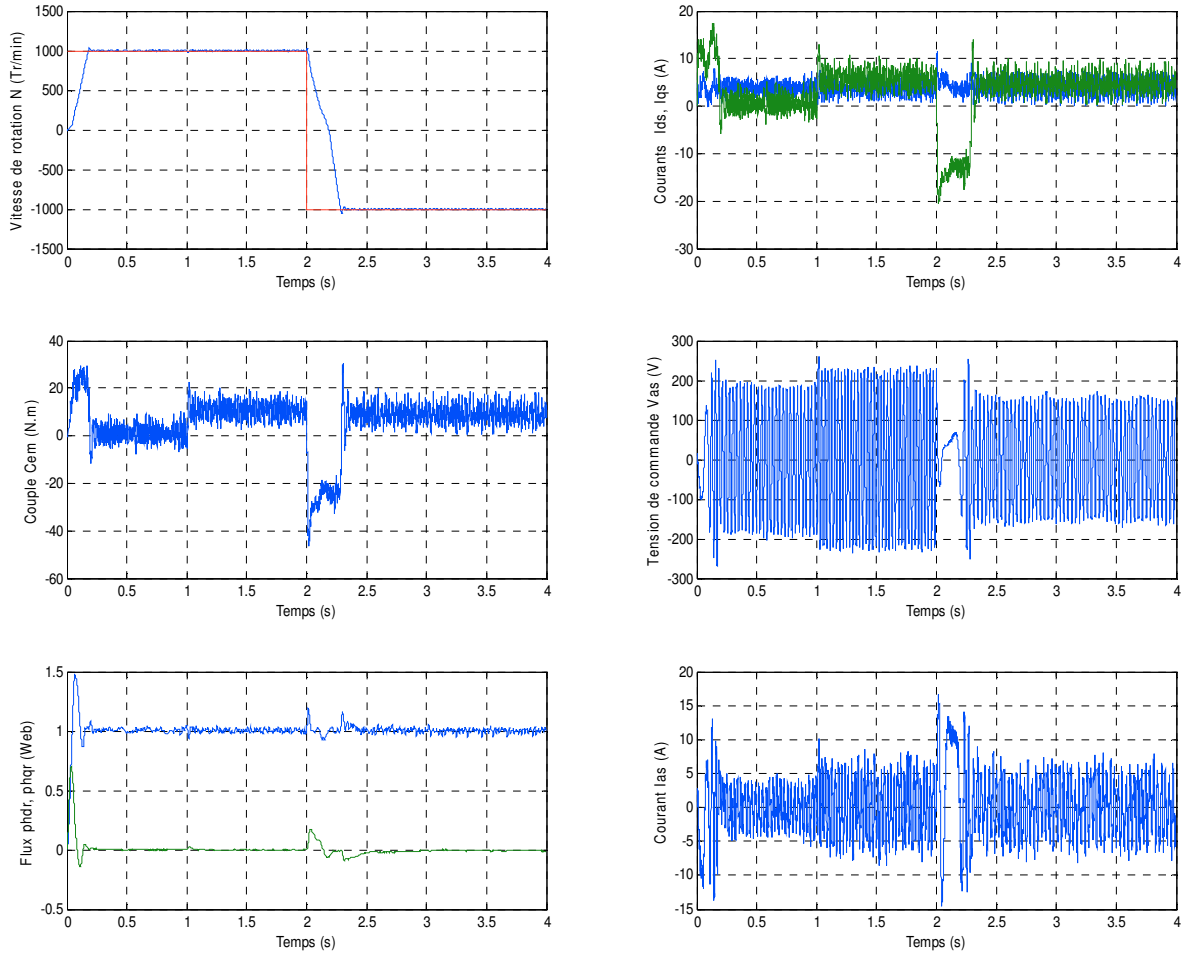 Vitesse de rotation N (Tr/min)
1500
1000
500
0
-500
-1000
-1500
0 0.5 1 1.5 2 2.5 3 3.5 4
Temps (s)
Courants Ids, Iqs (A)
20
10
0
-10
-20
-30
0 0.5 1 1.5 2 2.5 3 3.5 4
Temps (s)
Couple Cem (N.m)
40
20
0
-20
-40
-60
0 0.5 1 1.5 2 2.5 3 3.5 4
Temps (s)
Tension de commande Vas (V)
300
200
100
0
-100
-200
-300
0 0.5 1 1.5 2 2.5 3 3.5 4
Temps (s)
Flux phdr, phqr (Web)
1.5
1
0.5
0
-0.5
0 0.5 1 1.5 2 2.5 3 3.5 4
Temps (s)
Courant Ias (A)
20
15
10
5
0
-5
-10
-15
0 0.5 1 1.5 2 2.5 3 3.5 4
Temps (s)